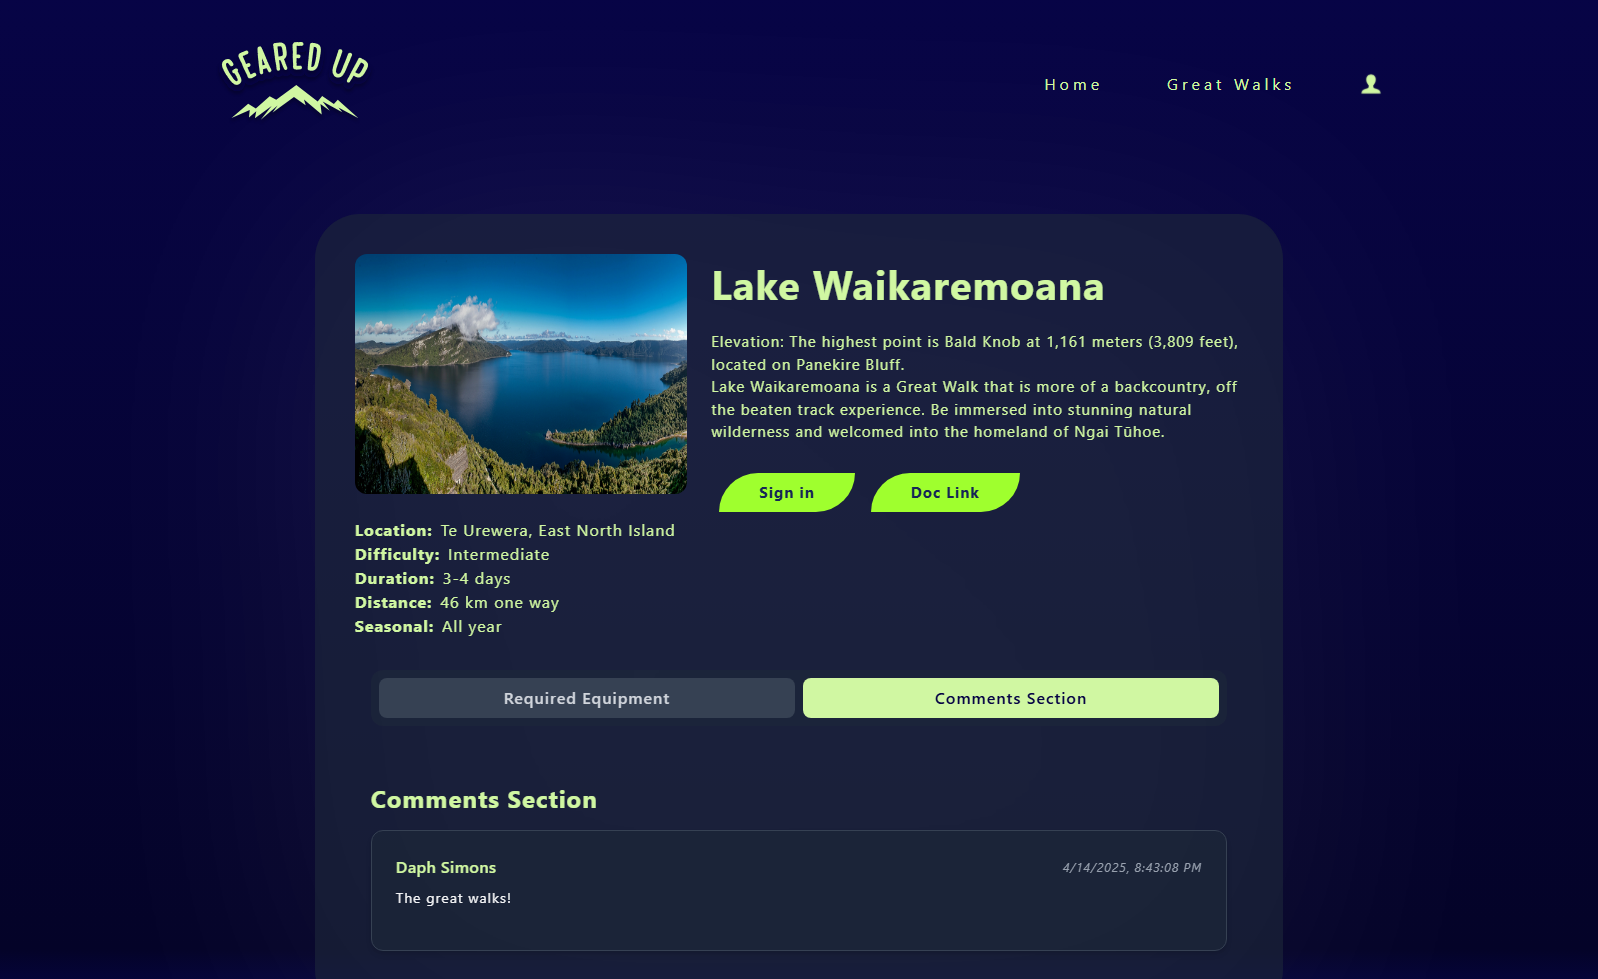 GEARED UP
Home
Great Walks
Lake Waikaremoana
Elevation: The highest point is Bald Knob at 1,161 meters (3,809 feet),
located on Panekire Bluff.
Lake Waikaremoana is a Great Walk that is more of a backcountry, off
the beaten track experience. Be immersed into stunning natural
wilderness and welcomed into the homeland of Ngai Tūhoe.
Sign in
Doc Link
Location: Te Urewera, East North Island
Difficulty: Intermediate
Duration: 3-4 days
Distance: 46 km one way
Seasonal: All year
Required Equipment
Comments Section
Comments Section
Daph Simons
4/14/2025, 8:43:08 PM
The great walks!